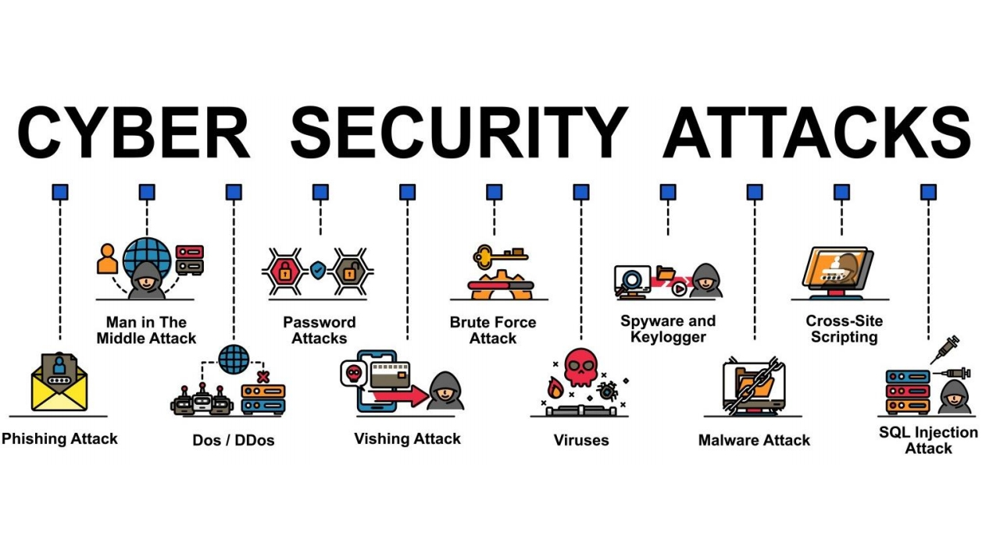 CYBER SECURITY ATTACKS
Man in The
Middle Attack
Password
Attacks
Brute Force
Attack
Spyware and
Keylogger
Cross-Site
Scripting
Phishing Attack
Dos / DDos
Vishing Attack
Viruses
Malware Attack
SQL Injection
Attack